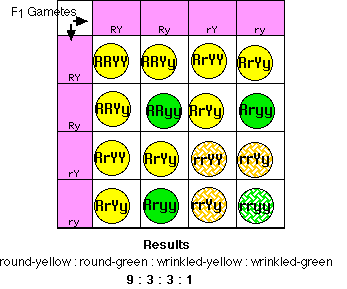 F1 Gametes
RY Ry rY ry
RY RRYY RRYy RrYY RrYy
Ry RRYy RRyy RrYy Rryy
rY RrYY RrYy rrYY rrYy
ry RrYy Rryy rrYy rryy
Results
round-yellow : round-green : wrinkled-yellow : wrinkled-green
9 : 3 : 3 : 1